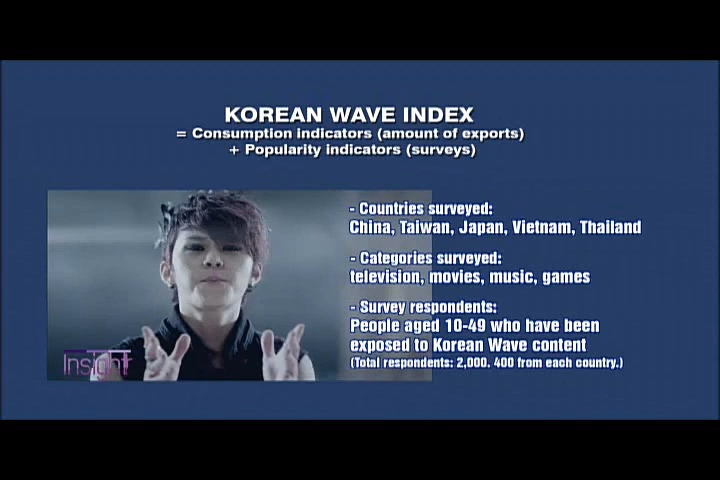 KOREAN WAVE INDEX
= Consumption indicators (amount of exports)
+ Popularity indicators (surveys)
- Countries surveyed:
China, Taiwan, Japan, Vietnam, Thailand
- Categories surveyed:
television, movies, music, games
- Survey respondents:
People aged 10-49 who have been
exposed to Korean Wave content
(Total respondents: 2,000. 400 from each country.)
Insight